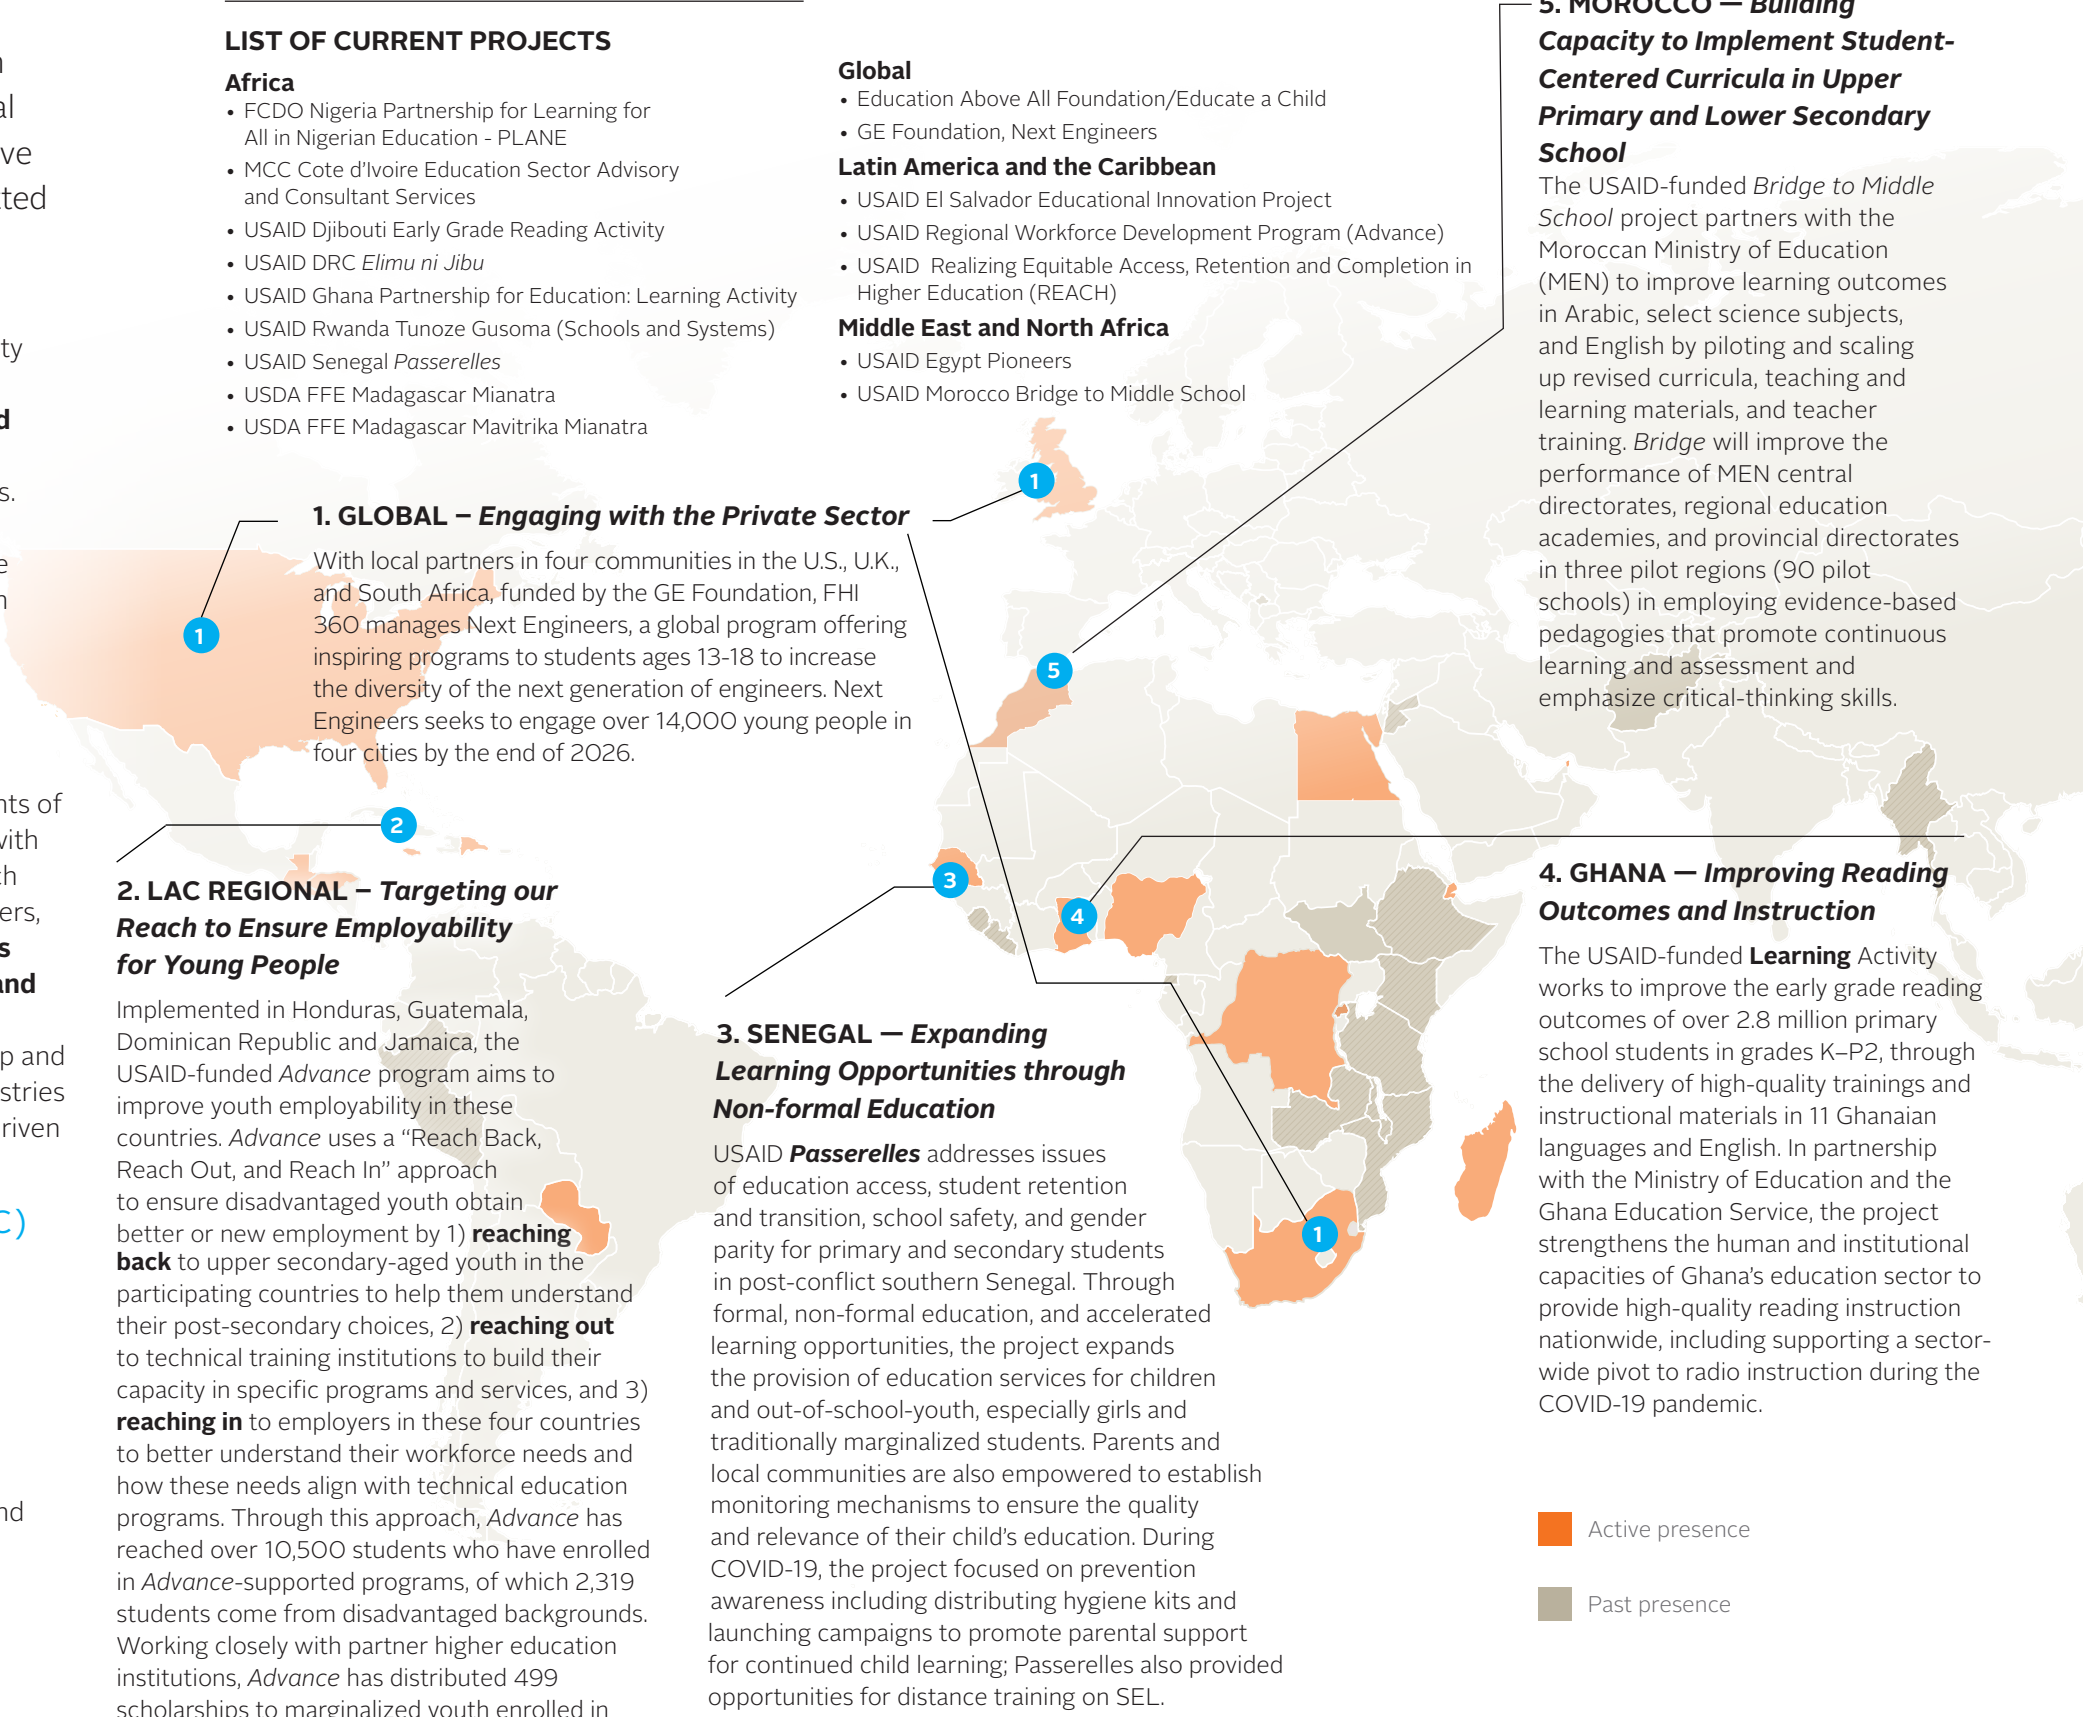 LIST OF CURRENT PROJECTS
Africa
• FCDO Nigeria Partnership for Learning for
All in Nigerian Education - PLANE
• MCC Cote d'Ivoire Education Sector Advisory
and Consultant Services
• USAID Djibouti Early Grade Reading Activity
• USAID DRC Elimu ni Jibu
• USAID Ghana Partnership for Education: Learning Activity
• USAID Rwanda Tunoze Gusoma (Schools and Systems)
• USAID Senegal Passerelles
• USDA FFE Madagascar Mianatra
• USDA FFE Madagascar Mavitrika Mianatra
Global
• Education Above All Foundation/Educate a Child
• GE Foundation, Next Engineers
Latin America and the Caribbean
• USAID El Salvador Educational Innovation Project
• USAID Regional Workforce Development Program (Advance)
• USAID  Realizing Equitable Access, Retention and Completion in
Higher Education (REACH)
Middle East and North Africa
• USAID Egypt Pioneers
• USAID Morocco Bridge to Middle School
1. GLOBAL – Engaging with the Private Sector
With local partners in four communities in the U.S., U.K.,
and South Africa, funded by the GE Foundation, FHI
360 manages Next Engineers, a global program offering
inspiring programs to students ages 13-18 to increase
the diversity of the next generation of engineers. Next
Engineers seeks to engage over 14,000 young people in
four cities by the end of 2026.
2. LAC REGIONAL – Targeting our
Reach to Ensure Employability
for Young People
Implemented in Honduras, Guatemala,
Dominican Republic and Jamaica, the
USAID-funded Advance program aims to
improve youth employability in these
countries. Advance uses a “Reach Back,
Reach Out, and Reach In” approach
to ensure disadvantaged youth obtain
better or new employment by 1) reaching
back to upper secondary-aged youth in the
participating countries to help them understand
their post-secondary choices, 2) reaching out
to technical training institutions to build their
capacity in specific programs and services, and 3)
reaching in to employers in these four countries
to better understand their workforce needs and
how these needs align with technical education
programs. Through this approach, Advance has
reached over 10,500 students who have enrolled
in Advance-supported programs, of which 2,319
students come from disadvantaged backgrounds.
Working closely with partner higher education
institutions, Advance has distributed 499
scholarships to marginalized youth enrolled in
3. SENEGAL — Expanding
Learning Opportunities through
Non-formal Education
USAID Passerelles addresses issues
of education access, student retention
and transition, school safety, and gender
parity for primary and secondary students
in post-conflict southern Senegal. Through
formal, non-formal education, and accelerated
learning opportunities, the project expands
the provision of education services for children
and out-of-school-youth, especially girls and
traditionally marginalized students. Parents and
local communities are also empowered to establish
monitoring mechanisms to ensure the quality
and relevance of their child's education. During
COVID-19, the project focused on prevention
awareness including distributing hygiene kits and
launching campaigns to promote parental support
for continued child learning; Passerelles also provided
opportunities for distance training on SEL.
5. MOROCCO — Building
Capacity to Implement Student-
Centered Curricula in Upper
Primary and Lower Secondary
School
The USAID-funded Bridge to Middle
School project partners with the
Moroccan Ministry of Education
(MEN) to improve learning outcomes
in Arabic, select science subjects,
and English by piloting and scaling
up revised curricula, teaching and
learning materials, and teacher
training. Bridge will improve the
performance of MEN central
directorates, regional education
academies, and provincial directorates
in three pilot regions (90 pilot
schools) in employing evidence-based
pedagogies that promote continuous
learning and assessment and
emphasize critical-thinking skills.
4. GHANA — Improving Reading
Outcomes and Instruction
The USAID-funded Learning Activity
works to improve the early grade reading
outcomes of over 2.8 million primary
school students in grades K–P2, through
the delivery of high-quality trainings and
instructional materials in 11 Ghanaian
languages and English. In partnership
with the Ministry of Education and the
Ghana Education Service, the project
strengthens the human and institutional
capacities of Ghana's education sector to
provide high-quality reading instruction
nationwide, including supporting a sector-
wide pivot to radio instruction during the
COVID-19 pandemic.
Active presence
Past presence
1
1
5
2
3
4
1